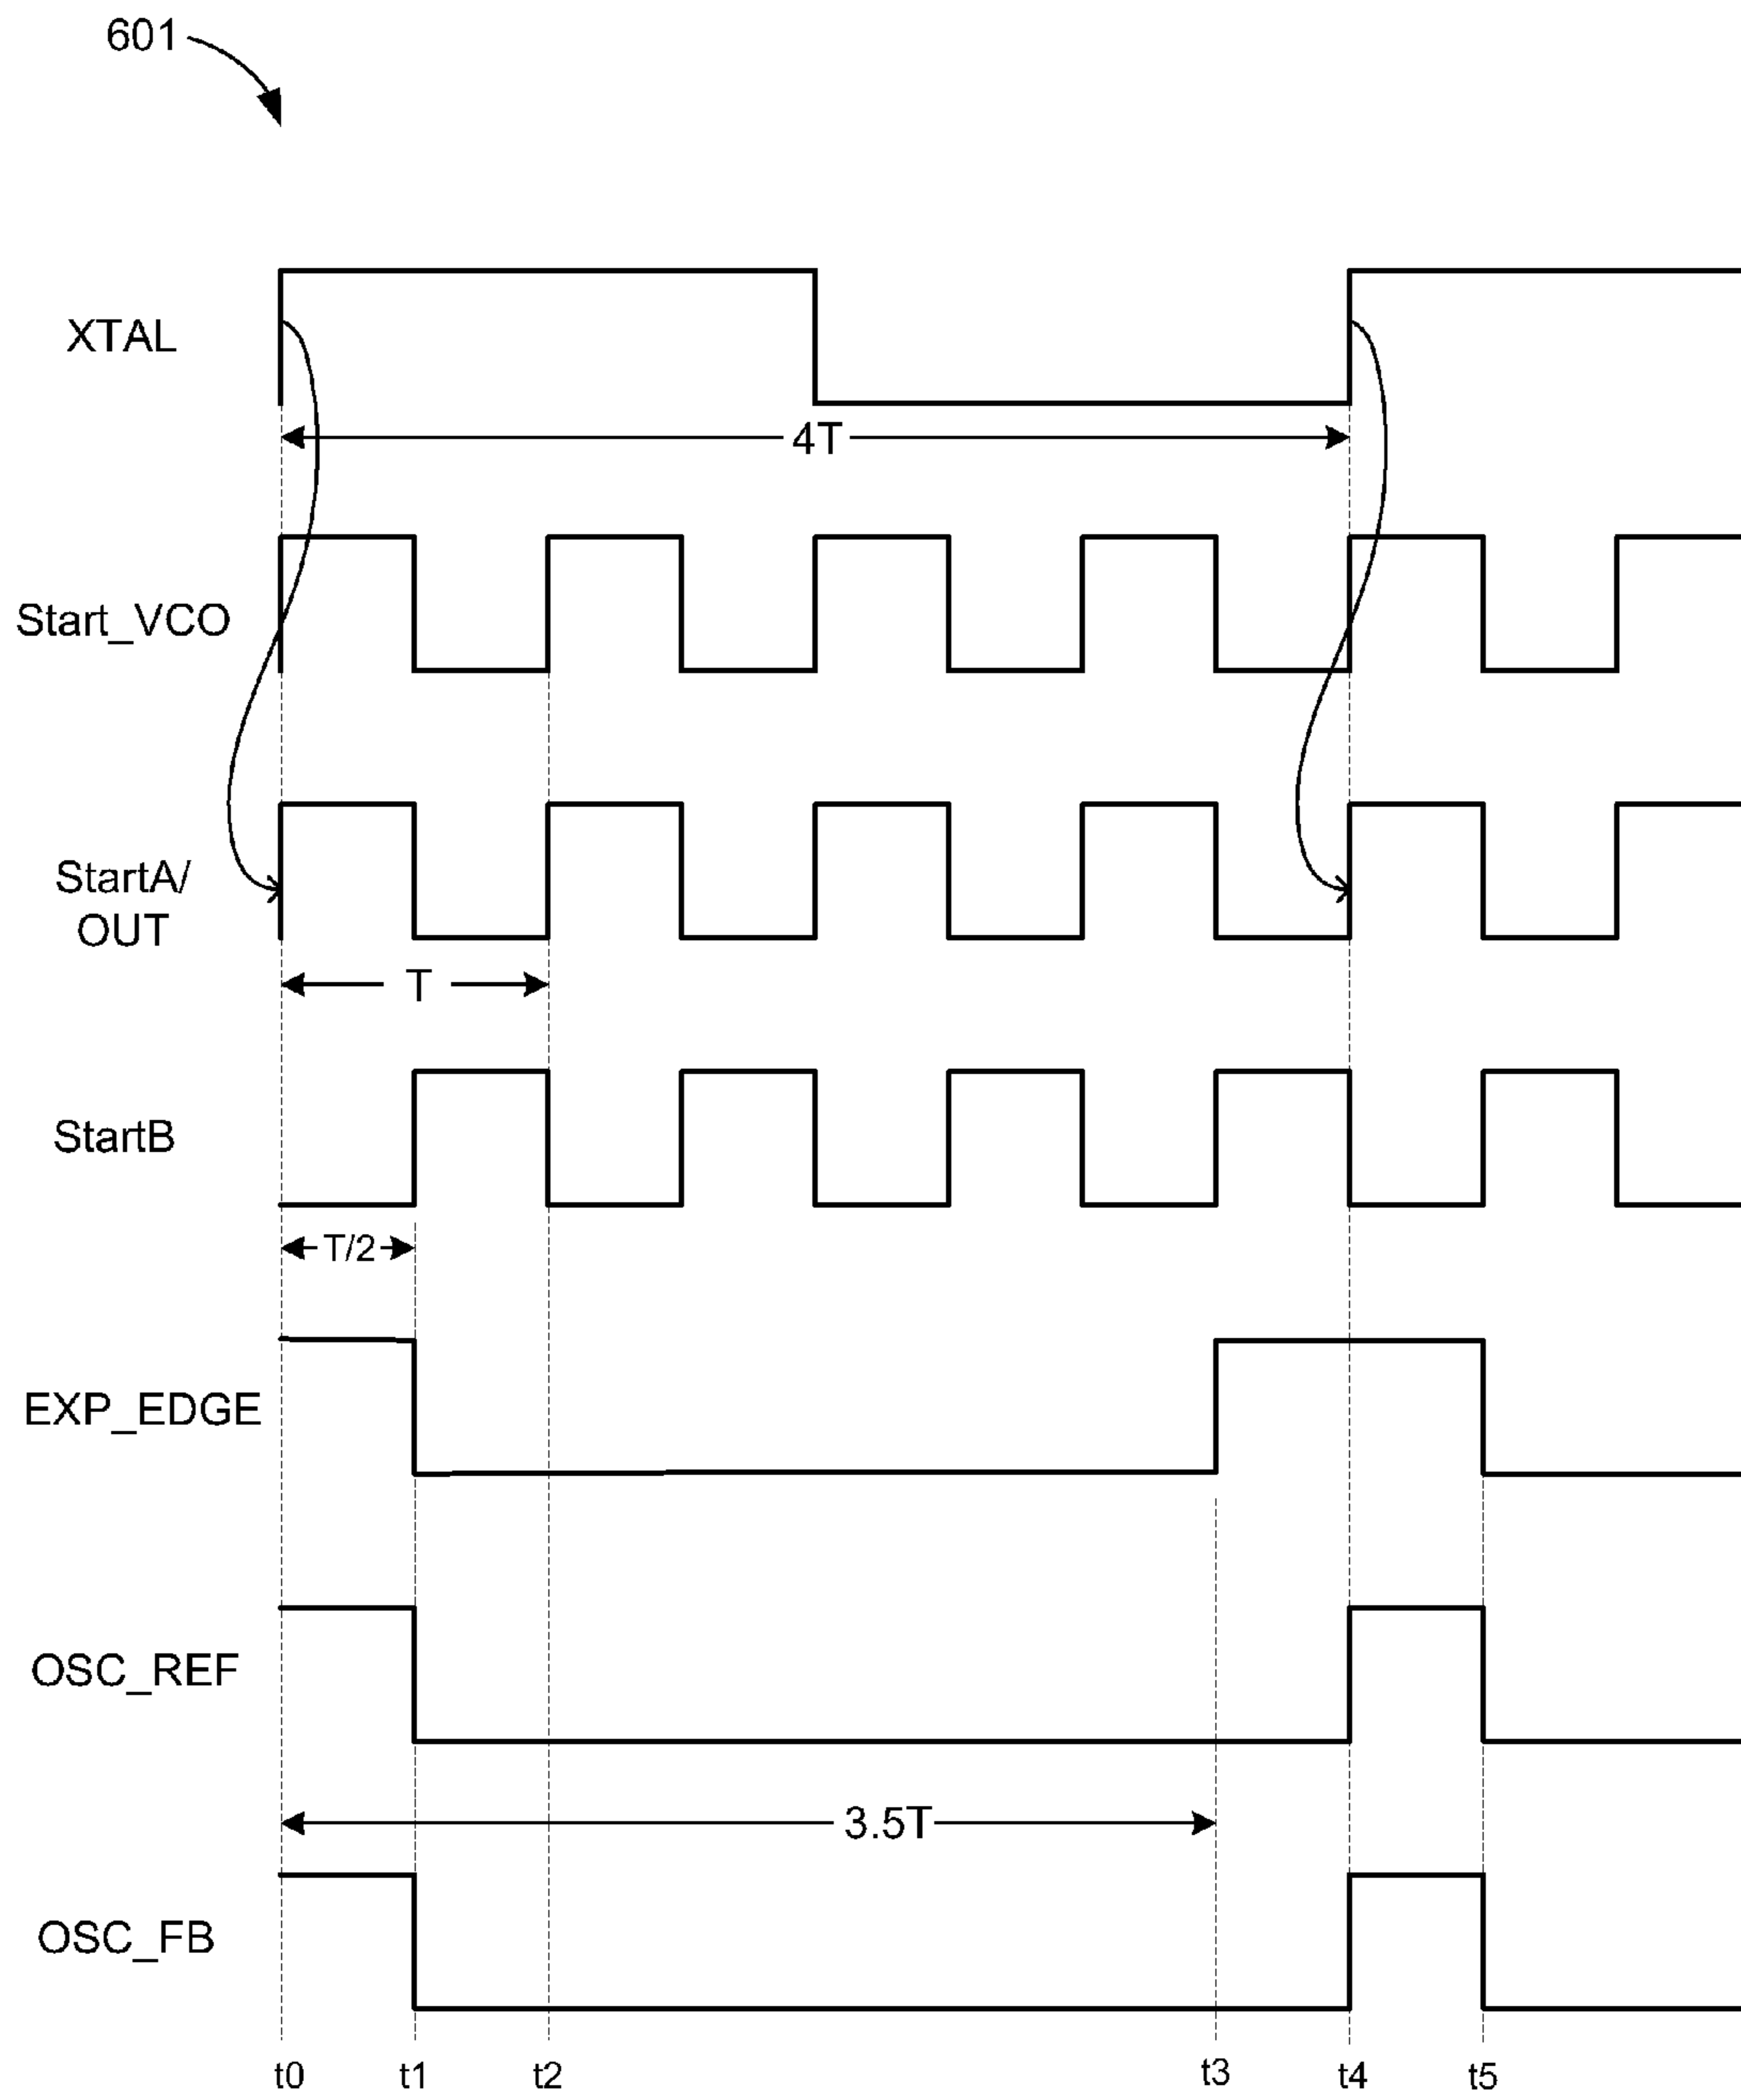 601
XTAL
4T
Start_VCO
StartA/
OUT
T
StartB
T/2
EXP_EDGE
OSC_REF
3.5T
OSC_FB
t0 t1 t2 t3 t4 t5